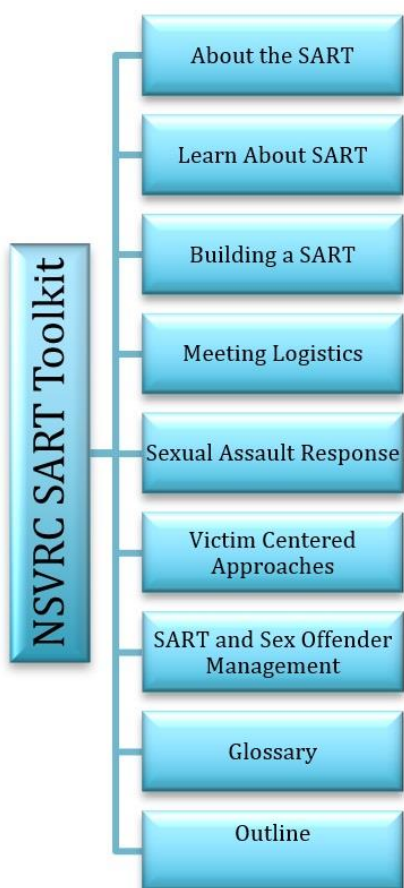 NSVRC SART Toolkit
About the SART
Learn About SART
Building a SART
Meeting Logistics
Sexual Assault Response
Victim Centered
Approaches
SART and Sex Offender
Management
Glossary
Outline